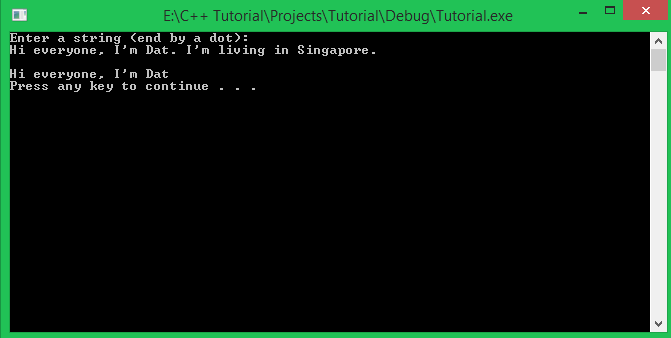 E:\C++ Tutorial\Projects\Tutorial\Debug\Tutorial.exe
Enter a string (end by a dot):
Hi everyone, I'm Dat. I'm living in Singapore.
Hi everyone, I'm Dat
Press any key to continue . . .